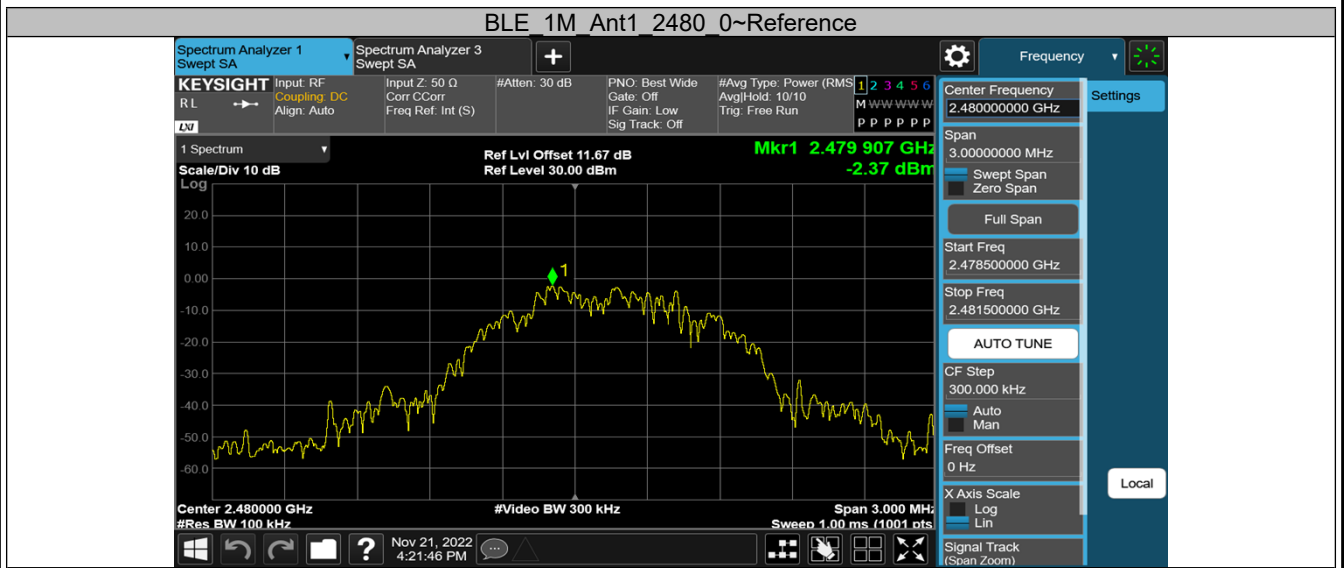 BLE_1M_Ant1_2480_0~Reference
Spectrum Analyzer 1
Swept SA
Spectrum Analyzer 3
Swept SA
+
Frequency
KEYSIGHT
R L
LXI
Input: RF
Coupling: DC
Align: Auto
Input Z: 50 Ω
Corr CCorr
Freq Ref: Int (S)
#Atten: 30 dB
PNO: Best Wide
Gate: Off
IF Gain: Low
Sig Track: Off
#Avg Type: Power (RMS
Avg|Hold: 10/10
Trig: Free Run
1 2 3 4 5 6
M W W W W W
P P P P P P
1 Spectrum
Scale/Div 10 dB
Ref Lvl Offset 11.67 dB
Ref Level 30.00 dBm
Mkr1 2.479 907 GHz
-2.37 dBm
Log
20.0
10.0
0.00
-10.0
-20.0
-30.0
-40.0
-50.0
-60.0
1
Center 2.480000 GHz
#Res BW 100 kHz
#Video BW 300 kHz
Span 3.000 MHz
Sweep 1.00 ms (1001 pts
Nov 21, 2022
4:21:46 PM
Center Frequency
2.480000000 GHz
Span
3.00000000 MHz
Swept Span
Zero Span
Full Span
Start Freq
2.478500000 GHz
Stop Freq
2.481500000 GHz
AUTO TUNE
CF Step
300.000 kHz
Auto
Man
Freq Offset
0 Hz
X Axis Scale
Log
Lin
Signal Track
(Span Zoom)
Settings
Local